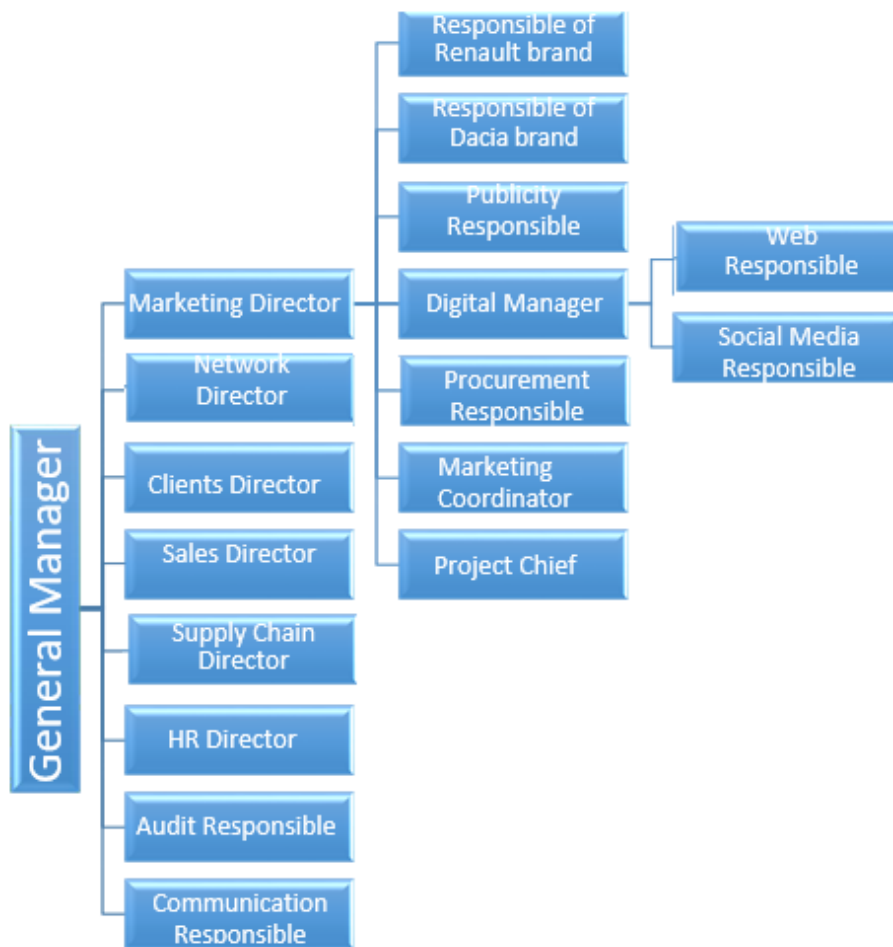 General Manager
Marketing Director
Network
Director
Clients Director
Sales Director
Supply Chain
Director
HR Director
Audit Responsible
Communication
Responsible
Responsible of
Renault brand
Responsible of
Dacia brand
Publicity
Responsible
Digital Manager
Procurement
Responsible
Marketing
Coordinator
Project Chief
Web
Responsible
Social Media
Responsible